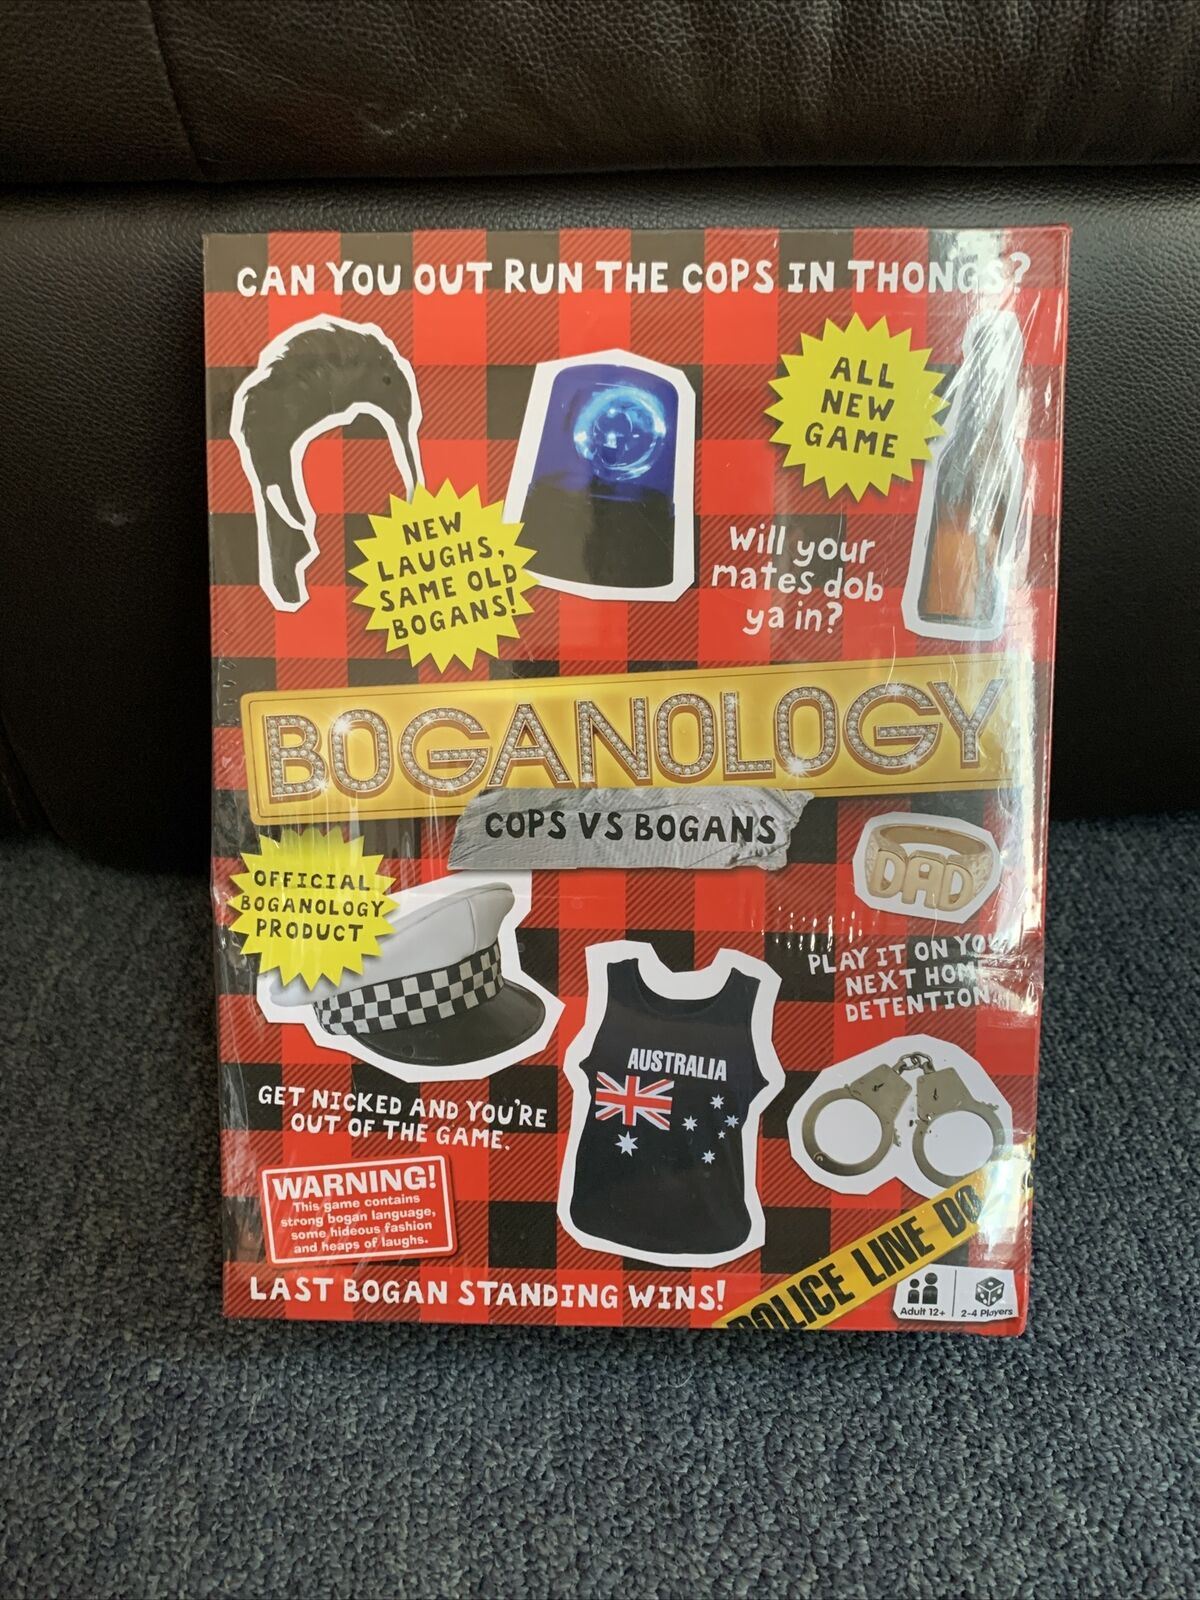 CAN YOU OUT RUN THE COPS IN THONGS?
ALL
NEW
GAME
NEW
LAUGHS,
SAME OLD
BOGANS!
Will your
mates dob
ya in?
BOGANOLOGY
COPS VS BOGANS
OFFICIAL
BOGANOLOGY
PRODUCT
DAD
PLAY IT ON YOUR
NEXT HOME
DETENTION.
AUSTRALIA
GET NICKED AND YOU'RE
OUT OF THE GAME.
WARNING!
This game contains
strong bogan language,
some hideous fashion
and heaps of laughs.
LAST BOGAN STANDING WINS!
POLICE LINE DO
Adult 12+
2-4 Players